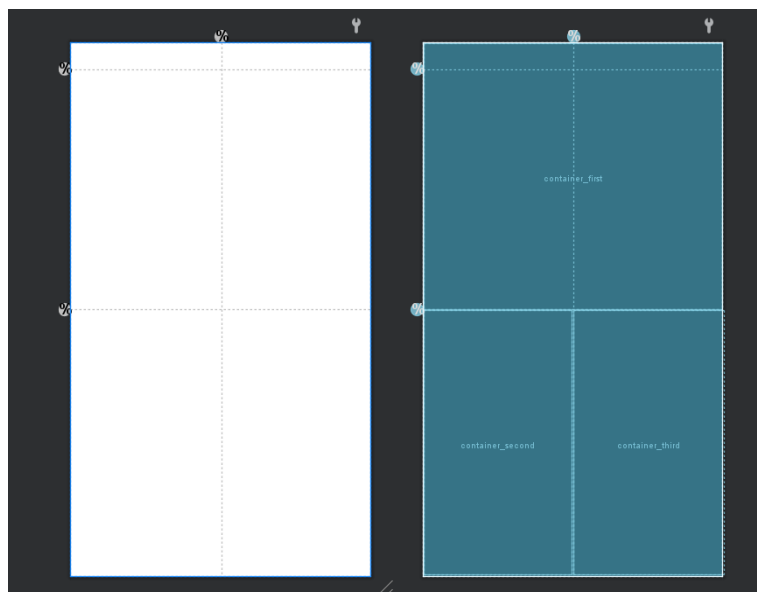 % %
% %
container_first
% %
container_second container_third